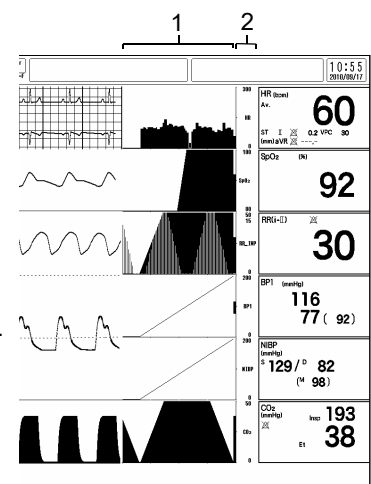 1 2
10:55
2010/09/17
300
HR
0
HR (bpm)
Av.
60
ST I 0.2 VPC 30
(mm) aVR --.--
100
SpO2
80
SpO2 (%)
92
50
15
RR_IMP
0
RR(i-II)
30
200
BP1
0
BP1 (mmHg)
116
77 ( 92)
200
NIBP
0
NIBP
(mmHg)
S 129/ D 82
(M 98)
50
CO2
0
CO2
(mmHg)
Insp 193
Et 38